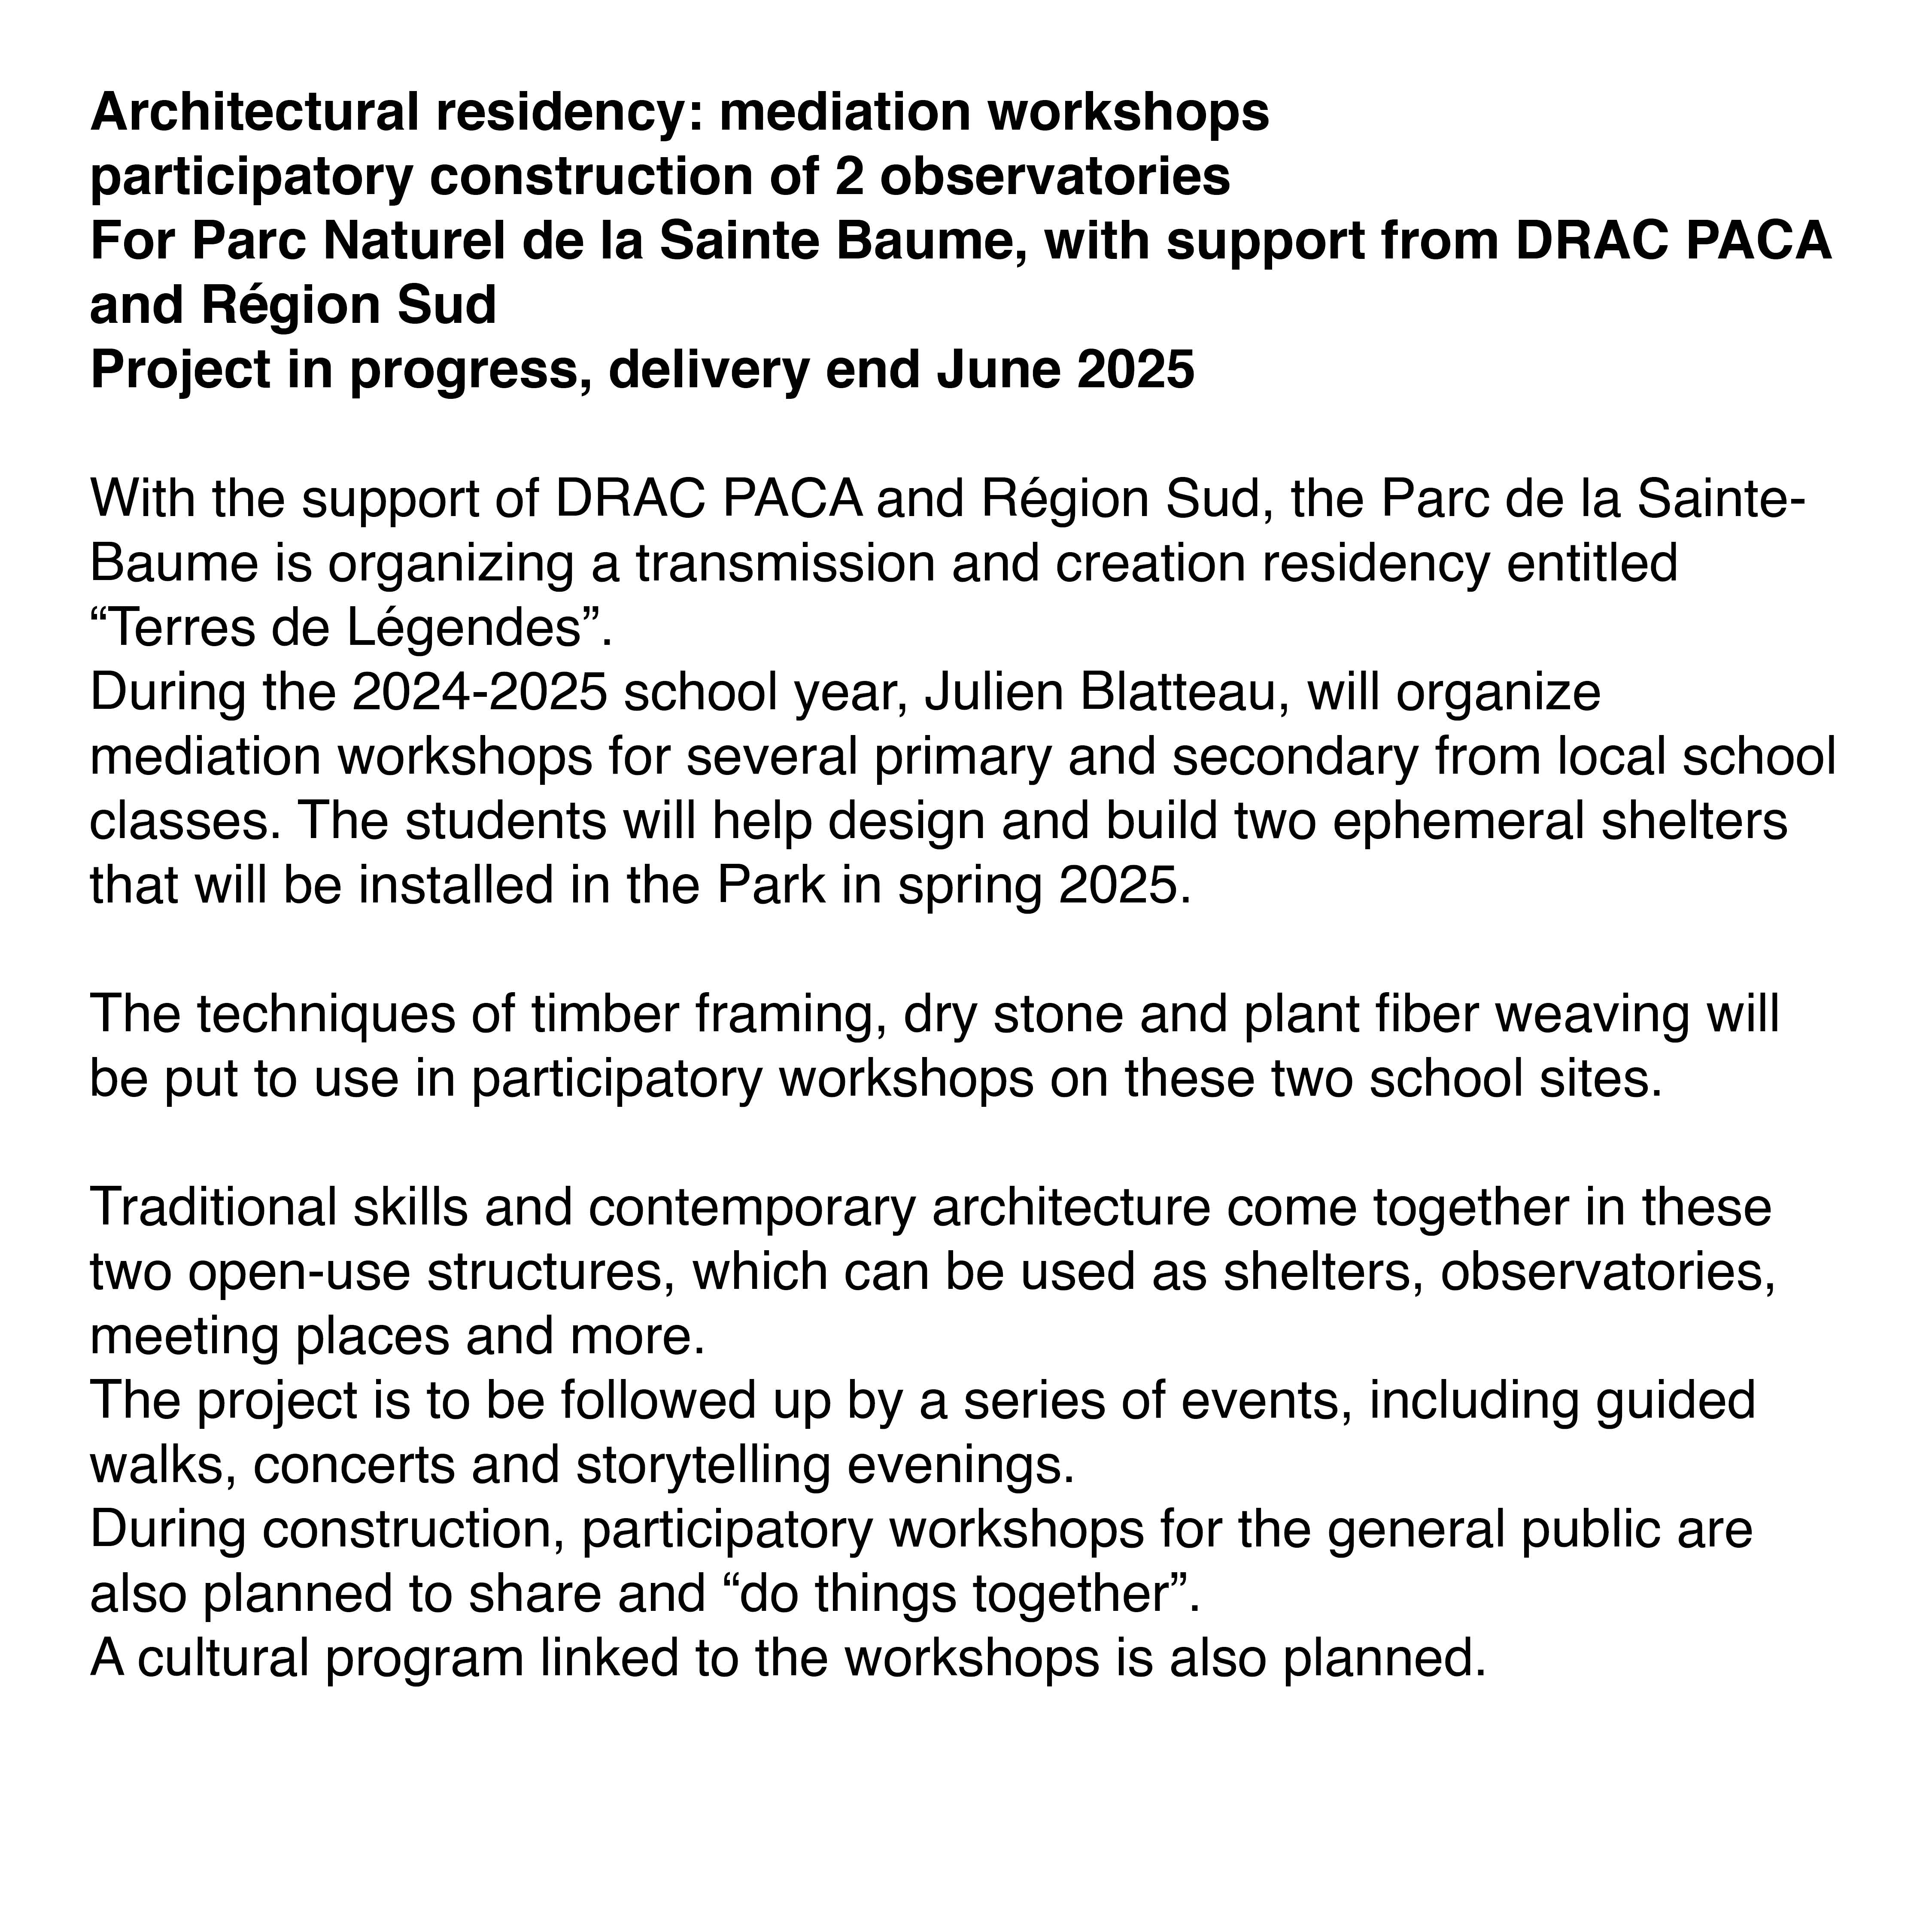 Architectural residency: mediation workshops
participatory construction of 2 observatories
For Parc Naturel de la Sainte Baume, with support from DRAC PACA
and Région Sud
Project in progress, delivery end June 2025
With the support of DRAC PACA and Région Sud, the Parc de la Sainte-
Baume is organizing a transmission and creation residency entitled
“Terres de Légendes”.
During the 2024-2025 school year, Julien Blatteau, will organize
mediation workshops for several primary and secondary from local school
classes. The students will help design and build two ephemeral shelters
that will be installed in the Park in spring 2025.
The techniques of timber framing, dry stone and plant fiber weaving will
be put to use in participatory workshops on these two school sites.
Traditional skills and contemporary architecture come together in these
two open-use structures, which can be used as shelters, observatories,
meeting places and more.
The project is to be followed up by a series of events, including guided
walks, concerts and storytelling evenings.
During construction, participatory workshops for the general public are
also planned to share and “do things together”.
A cultural program linked to the workshops is also planned.